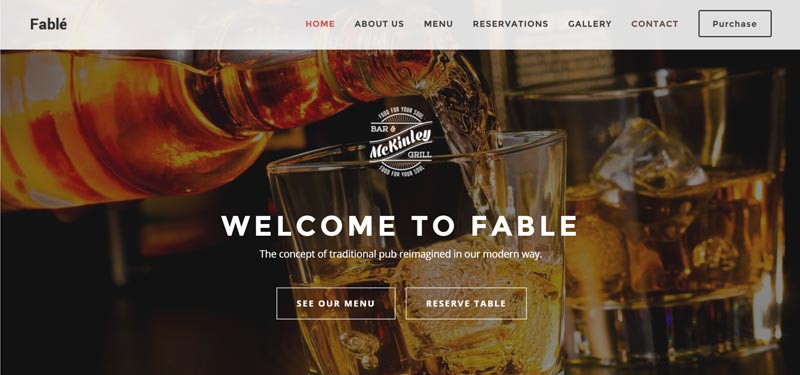 Fablé
HOME
ABOUT US
MENU
RESERVATIONS
GALLERY
CONTACT
Purchase
FOOD FOR YOUR SOUL
BAR &
McKinley
GRILL
FOOD FOR YOUR SOUL
WELCOME TO FABLE
The concept of traditional pub reimagined in our modern way.
SEE OUR MENU
RESERVE TABLE